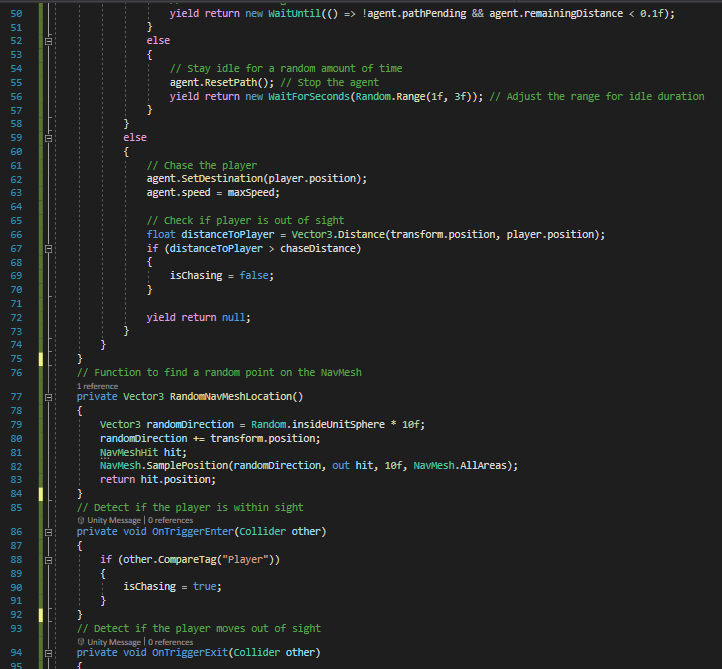 50 yield return new WaitUntil(() => !agent.pathPending && agent.remainingDistance < 0.1f);
51 }
52 else
53 {
54 // Stay idle for a random amount of time
55 agent.ResetPath(); // Stop the agent
56 yield return new WaitForSeconds(Random.Range(1f, 3f)); // Adjust the range for idle duration
57 }
58 }
59 else
60 {
61 // Chase the player
62 agent.SetDestination(player.position);
63 agent.speed = maxSpeed;
64
65 // Check if player is out of sight
66 float distanceToPlayer = Vector3.Distance(transform.position, player.position);
67 if (distanceToPlayer > chaseDistance)
68 {
69 isChasing = false;
70 }
71
72 yield return null;
73 }
74 }
75 }
76 // Function to find a random point on the NavMesh
1 reference
77 private Vector3 RandomNavMeshLocation()
78 {
79 Vector3 randomDirection = Random.insideUnitSphere * 10f;
80 randomDirection += transform.position;
81 NavMeshHit hit;
82 NavMesh.SamplePosition(randomDirection, out hit, 10f, NavMesh.AllAreas);
83 return hit.position;
84 }
85 // Detect if the player is within sight
Unity Message | 0 references
86 private void OnTriggerEnter(Collider other)
87 {
88 if (other.CompareTag("Player"))
89 {
90 isChasing = true;
91 }
92 }
93 // Detect if the player moves out of sight
Unity Message | 0 references
94 private void OnTriggerExit(Collider other)
95 {